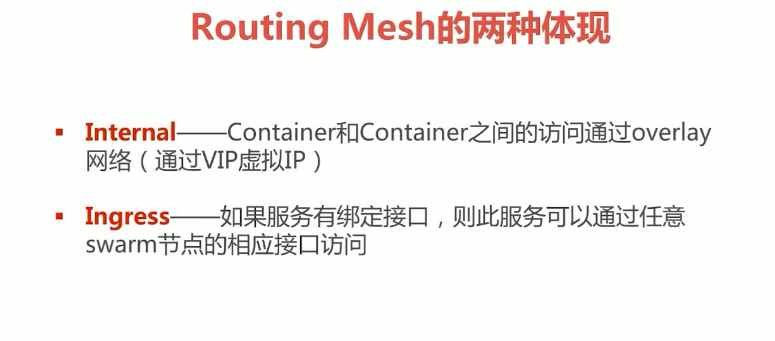 Routing Mesh的两种体现
Internal——Container和Container之间的访问通过overlay
网络（通过VIP虚拟IP）
Ingress——如果服务有绑定接口，则此服务可以通过任意
swarm节点的相应接口访问